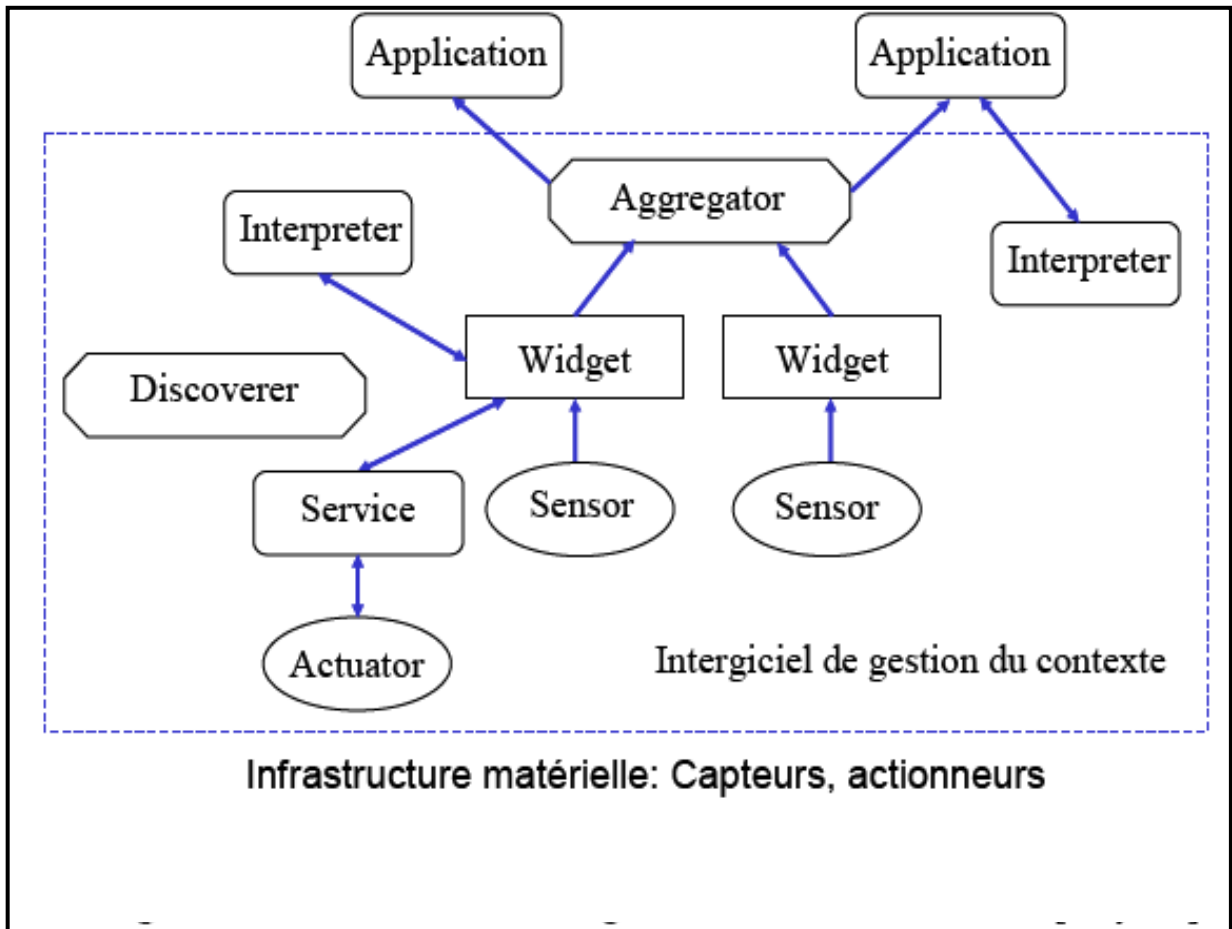 Application
Application
Aggregator
Interpreter
Interpreter
Widget
Widget
Discoverer
Service
Sensor
Sensor
Actuator
Intergiciel de gestion du contexte
Infrastructure matérielle: Capteurs, actionneurs